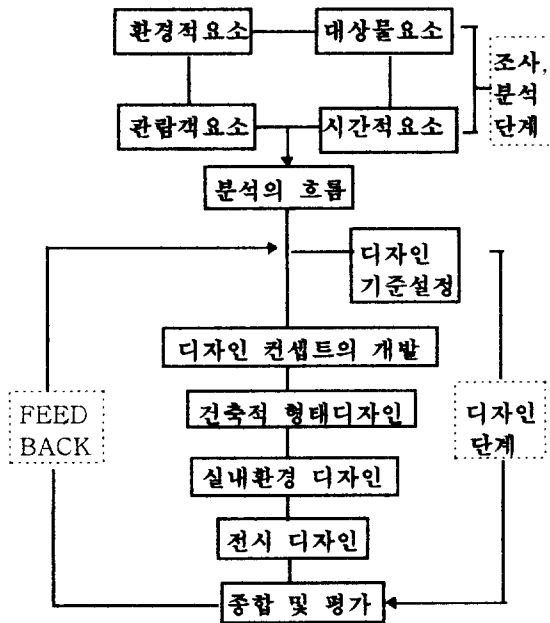 환경적요소
대상물요소
조사,
분석
단계
관람객요소
시간적요소
분석의 흐름
디자인
기준설정
디자인 컨셉트의 개발
FEED
BACK
건축적 형태디자인
디자인
단계
실내환경 디자인
전시 디자인
종합 및 평가